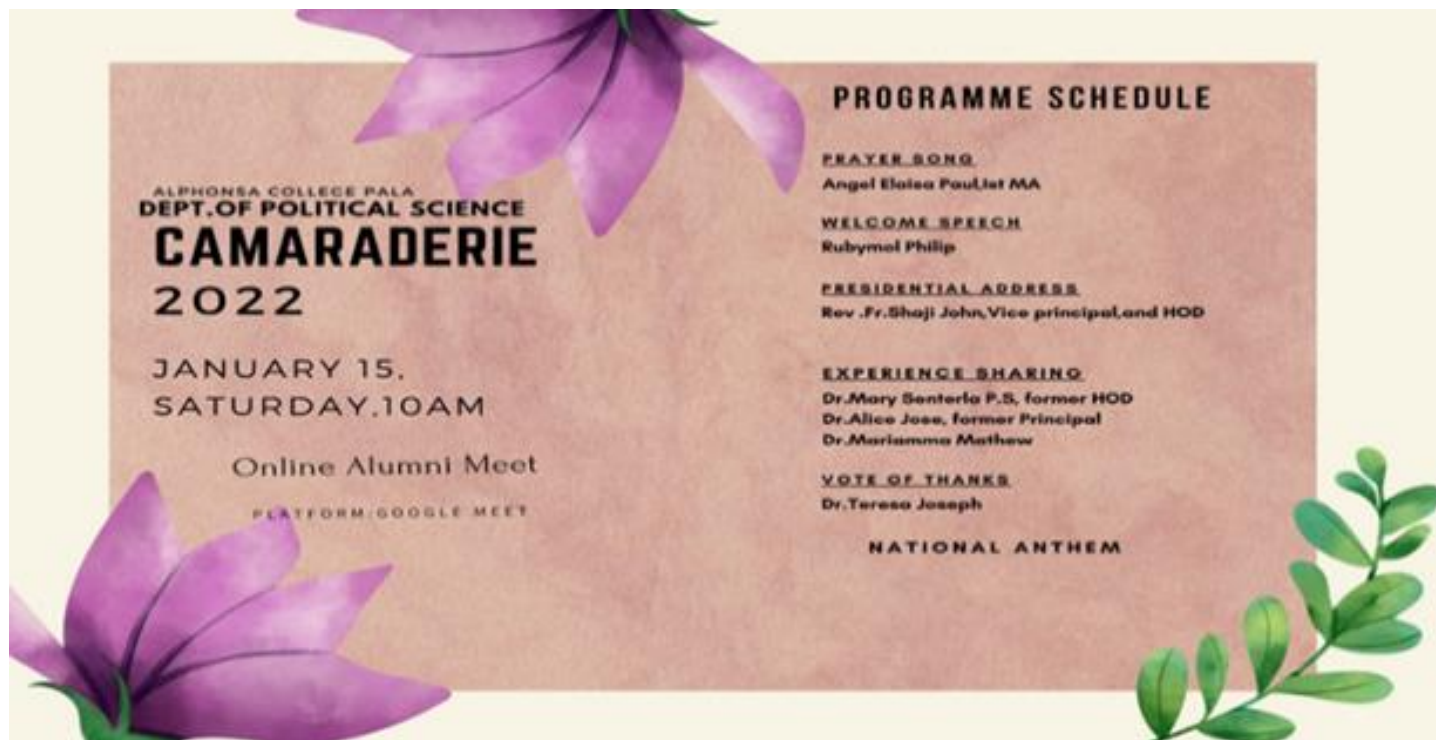 ALPHONSA COLLEGE PALA
DEPT.OF POLITICAL SCIENCE
CAMARADERIE
2022
JANUARY 15,
SATURDAY,10AM
Online Alumni Meet
PLATFORM:GOOGLE MEET
PROGRAMME SCHEDULE
PRAYER SONG
Angel Elaisa Paul,Ist MA
WELCOME SPEECH
Rubymol Philip
PRESIDENTIAL ADDRESS
Rev .Fr.Shaji John,Vice principal,and HOD
EXPERIENCE SHARING
Dr.Mary Senterla P.S, former HOD
Dr.Alice Jose, former Principal
Dr.Mariamma Mathew
VOTE OF THANKS
Dr.Teresa Joseph
NATIONAL ANTHEM